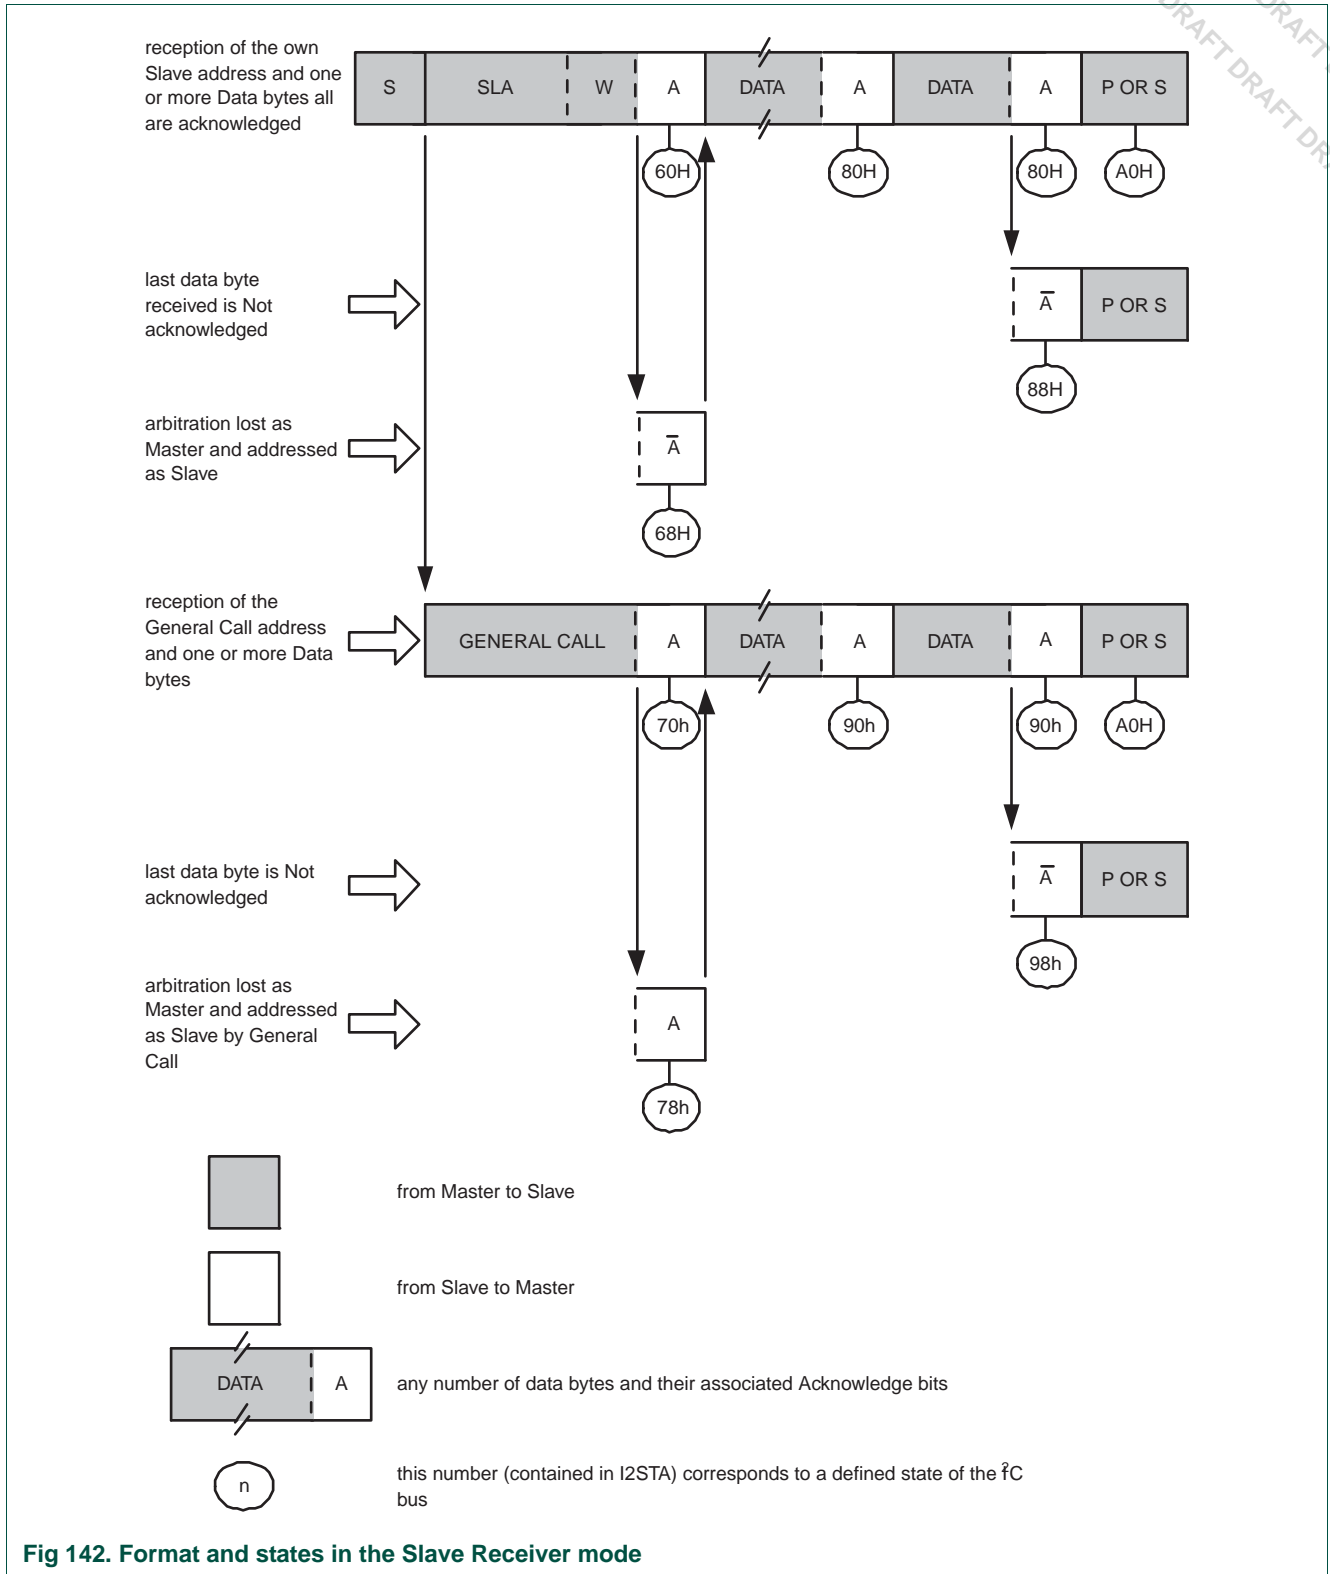 DRAFT DRAFT DR
DRAFT
reception of the own
Slave address and one
or more Data bytes all
are acknowledged
S SLA W A DATA A DATA A P OR S
60H 80H 80H A0H
last data byte
received is Not
acknowledged
A̅ P OR S
88H
arbitration lost as
Master and addressed
as Slave
A̅
68H
reception of the
General Call address
and one or more Data
bytes
GENERAL CALL A DATA A DATA A P OR S
70h 90h 90h A0H
last data byte is Not
acknowledged
A̅ P OR S
98h
arbitration lost as
Master and addressed
as Slave by General
Call
A
78h
from Master to Slave
from Slave to Master
DATA A any number of data bytes and their associated Acknowledge bits
n
this number (contained in I2STA) corresponds to a defined state of the I²C
bus
Fig 142. Format and states in the Slave Receiver mode